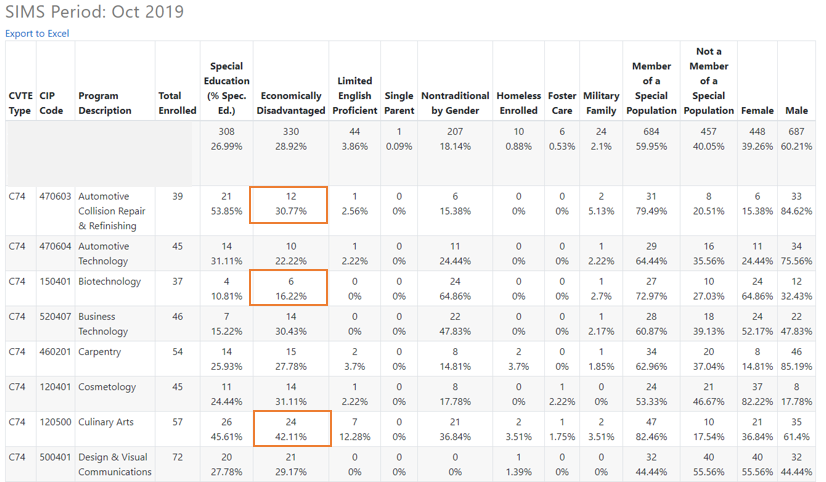 SIMS Period: Oct 2019
Export to Excel
CVTE Type CIP Code Program Description Total Enrolled Special Education (% Spec. Ed.) Economically Disadvantaged Limited English Proficient Single Parent Nontraditional by Gender Homeless Enrolled Foster Care Military Family Member of a Special Population Not a Member of a Special Population Female Male
308 330 44 1 207 10 6 24 684 457 448 687
26.99% 28.92% 3.86% 0.09% 18.14% 0.88% 0.53% 2.1% 59.95% 40.05% 39.26% 60.21%
C74 470603 Automotive 39 21 12 1 0 6 0 0 2 31 8 6 33
Collision Repair 53.85% 30.77% 2.56% 0% 15.38% 0% 0% 5.13% 79.49% 20.51% 15.38% 84.62%
& Refinishing
C74 470604 Automotive 45 14 10 1 0 11 0 0 1 29 16 11 34
Technology 31.11% 22.22% 2.22% 0% 24.44% 0% 0% 2.22% 64.44% 35.56% 24.44% 75.56%
C74 150401 Biotechnology 37 4 6 0 0 24 0 0 1 27 10 24 12
10.81% 16.22% 0% 0% 64.86% 0% 0% 2.7% 72.97% 27.03% 64.86% 32.43%
C74 520407 Business 46 7 14 0 0 22 0 0 1 28 18 24 22
Technology 15.22% 30.43% 0% 0% 47.83% 0% 0% 2.17% 60.87% 39.13% 52.17% 47.83%
C74 460201 Carpentry 54 14 15 2 0 8 2 0 1 34 20 8 46
25.93% 27.78% 3.7% 0% 14.81% 3.7% 0% 1.85% 62.96% 37.04% 14.81% 85.19%
C74 120401 Cosmetology 45 11 14 1 0 8 0 1 0 24 21 37 8
24.44% 31.11% 2.22% 0% 17.78% 0% 2.22% 0% 53.33% 46.67% 82.22% 17.78%
C74 120500 Culinary Arts 57 26 24 7 0 21 2 1 2 47 10 21 35
45.61% 42.11% 12.28% 0% 36.84% 3.51% 1.75% 3.51% 82.46% 17.54% 36.84% 61.4%
C74 500401 Design & Visual 72 20 21 0 0 0 1 0 0 32 40 40 32
Communications 27.78% 29.17% 0% 0% 0% 1.39% 0% 0% 44.44% 55.56% 55.56% 44.44%